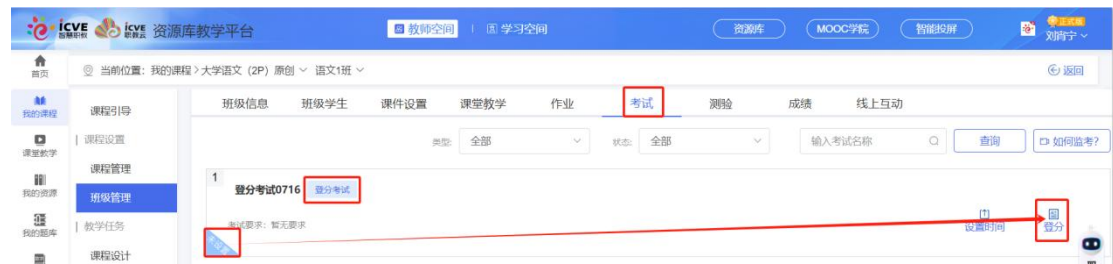 icve 智慧职教 icve 职教云 资源库教学平台 教师空间 学习空间 资源库 MOOC学院 智能投屏 正式版 刘肖宁
首页 当前位置: 我的课程 > 大学语文 (2P) 原创 语文1班 返回
我的课程 课程引导 班级信息 班级学生 课件设置 课堂教学 作业 考试 测验 成绩 线上互动
课堂教学 课程设置 类型: 全部 状态: 全部 输入考试名称 查询 如何监考?
课程管理
我的资源 班级管理 1 登分考试0716 登分考试
我的题库 教学任务 考试要求: 暂无要求 设置时间 登分
课程设计